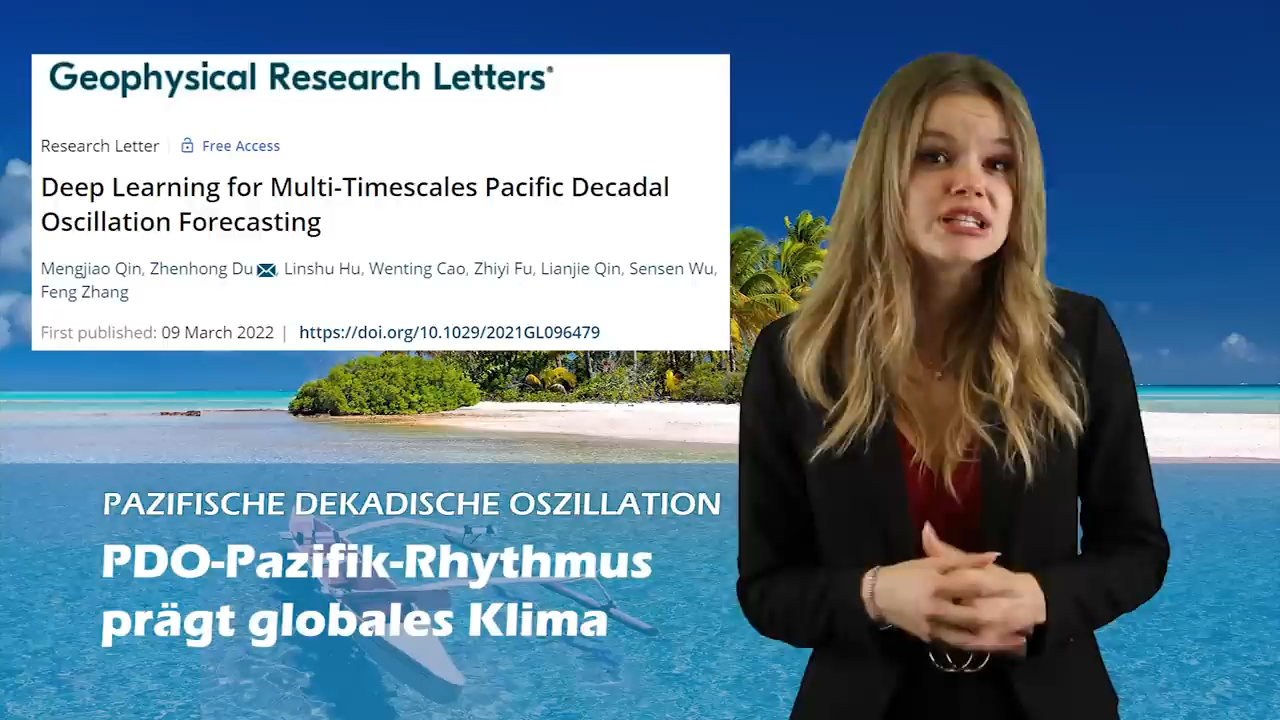 Geophysical Research Letters®
Research Letter | Free Access
Deep Learning for Multi-Timescales Pacific Decadal
Oscillation Forecasting
Mengjiao Qin, Zhenhong Du, Linshu Hu, Wenting Cao, Zhiyi Fu, Lianjie Qin, Sensen Wu,
Feng Zhang
First published: 09 March 2022 | https://doi.org/10.1029/2021GL096479
PAZIFISCHE DEKADISCHE OSZILLATION
PDO-Pazifik-Rhythmus
prägt globales Klima